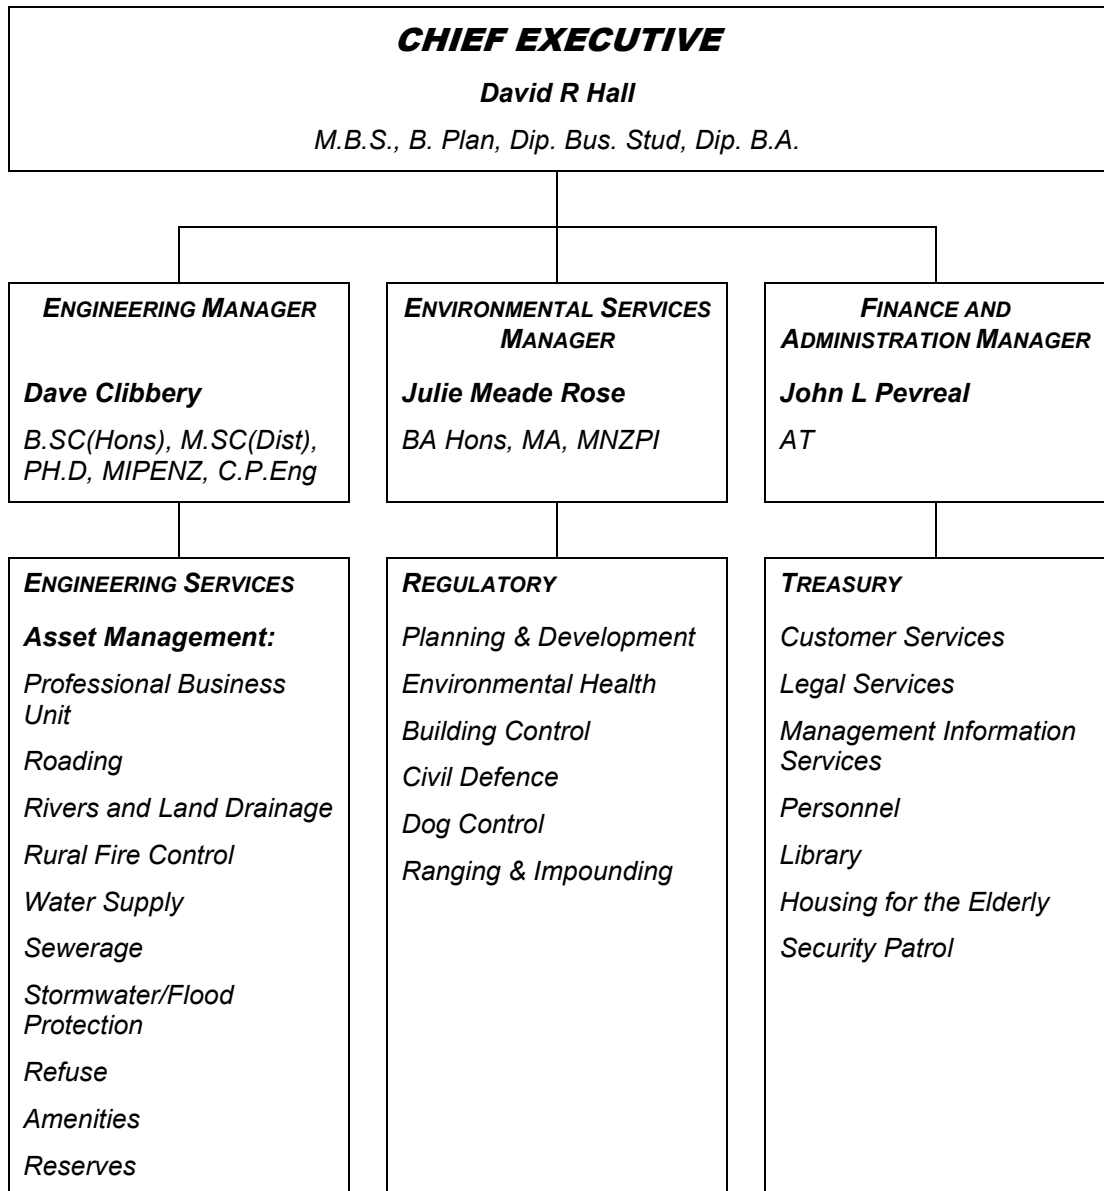 CHIEF EXECUTIVE
David R Hall
M.B.S., B. Plan, Dip. Bus. Stud, Dip. B.A.
ENGINEERING MANAGER
Dave Clibbery
B.SC(Hons), M.SC(Dist),
PH.D, MIPENZ, C.P.Eng
ENVIRONMENTAL SERVICES
MANAGER
Julie Meade Rose
BA Hons, MA, MNZPI
FINANCE AND
ADMINISTRATION MANAGER
John L Pevreal
AT
ENGINEERING SERVICES
Asset Management:
Professional Business
Unit
Roading
Rivers and Land Drainage
Rural Fire Control
Water Supply
Sewerage
Stormwater/Flood
Protection
Refuse
Amenities
Reserves
REGULATORY
Planning & Development
Environmental Health
Building Control
Civil Defence
Dog Control
Ranging & Impounding
TREASURY
Customer Services
Legal Services
Management Information
Services
Personnel
Library
Housing for the Elderly
Security Patrol